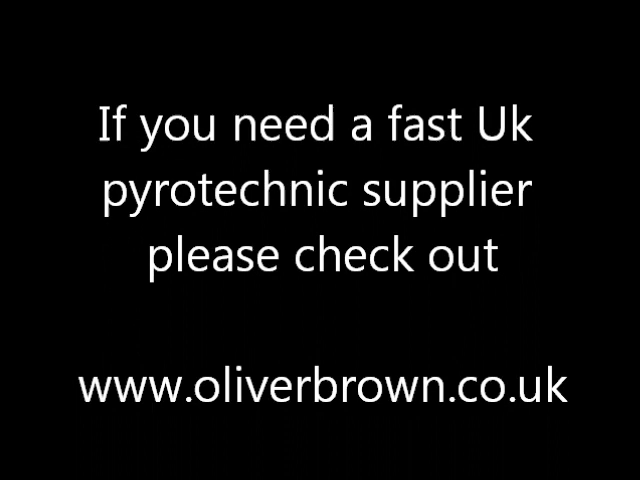 If you need a fast Uk
pyrotechnic supplier
please check out
www.oliverbrown.co.uk